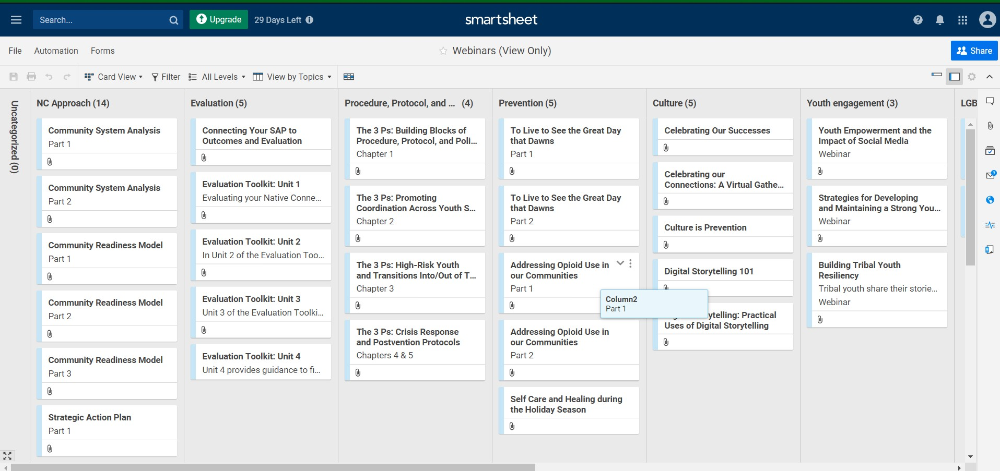 Search...
Upgrade
29 Days Left
smartsheet
File
Automation
Forms
Webinars (View Only)
Share
Card View
Filter
All Levels
View by Topics
Uncategorized (0)
NC Approach (14)
Community System Analysis
Part 1
Community System Analysis
Part 2
Community Readiness Model
Part 1
Community Readiness Model
Part 2
Community Readiness Model
Part 3
Strategic Action Plan
Part 1
Evaluation (5)
Connecting Your SAP to
Outcomes and Evaluation
Evaluation Toolkit: Unit 1
Evaluating your Native Conne...
Evaluation Toolkit: Unit 2
In Unit 2 of the Evaluation Too...
Evaluation Toolkit: Unit 3
Unit 3 of the Evaluation Toolki...
Evaluation Toolkit: Unit 4
Unit 4 provides guidance to fi...
Procedure, Protocol, and ... (4)
The 3 Ps: Building Blocks of
Procedure, Protocol, and Poli...
Chapter 1
The 3 Ps: Promoting
Coordination Across Youth S...
Chapter 2
The 3 Ps: High-Risk Youth
and Transitions Into/Out of T...
Chapter 3
The 3 Ps: Crisis Response
and Postvention Protocols
Chapters 4 & 5
Prevention (5)
To Live to See the Great Day
that Dawns
Part 1
To Live to See the Great Day
that Dawns
Part 2
Addressing Opioid Use in
our Communities
Part 1
Column2
Part 1
Addressing Opioid Use in
our Communities
Part 2
Self Care and Healing during
the Holiday Season
Culture (5)
Celebrating Our Successes
Celebrating our
Connections: A Virtual Gathe...
Culture is Prevention
Digital Storytelling 101
ytelling: Practical
Uses of Digital Storytelling
Youth engagement (3)
Youth Empowerment and the
Impact of Social Media
Webinar
Strategies for Developing
and Maintaining a Strong You...
Webinar
Building Tribal Youth
Resiliency
Tribal youth share their storie...
Webinar
LGB